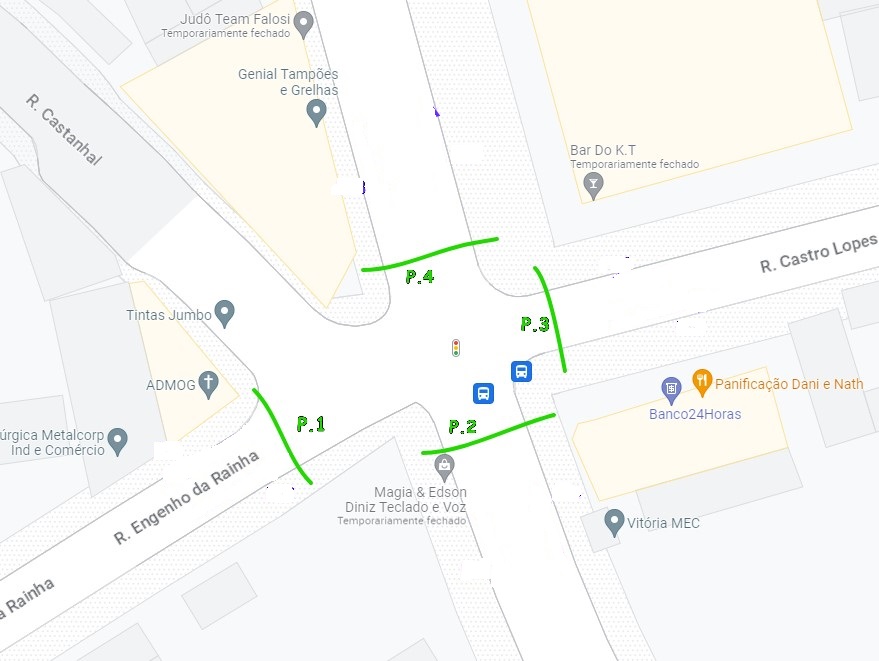 Judô Team Falosi
Temporariamente fechado
Genial Tampões
e Grelhas
R. Castanhal
Bar Do K.T
Temporariamente fechado
R. Castro Lopes
P.4
P.3
Tintas Jumbo
ADMOG
P.1
P.2
Panificação Dani e Nath
Banco24Horas
úrgica Metalcorp
Ind e Comércio
R. Engenho da Rainha
Magia & Edson
Diniz Teclado e Voz
Temporariamente fechado
Vitória MEC
a Rainha